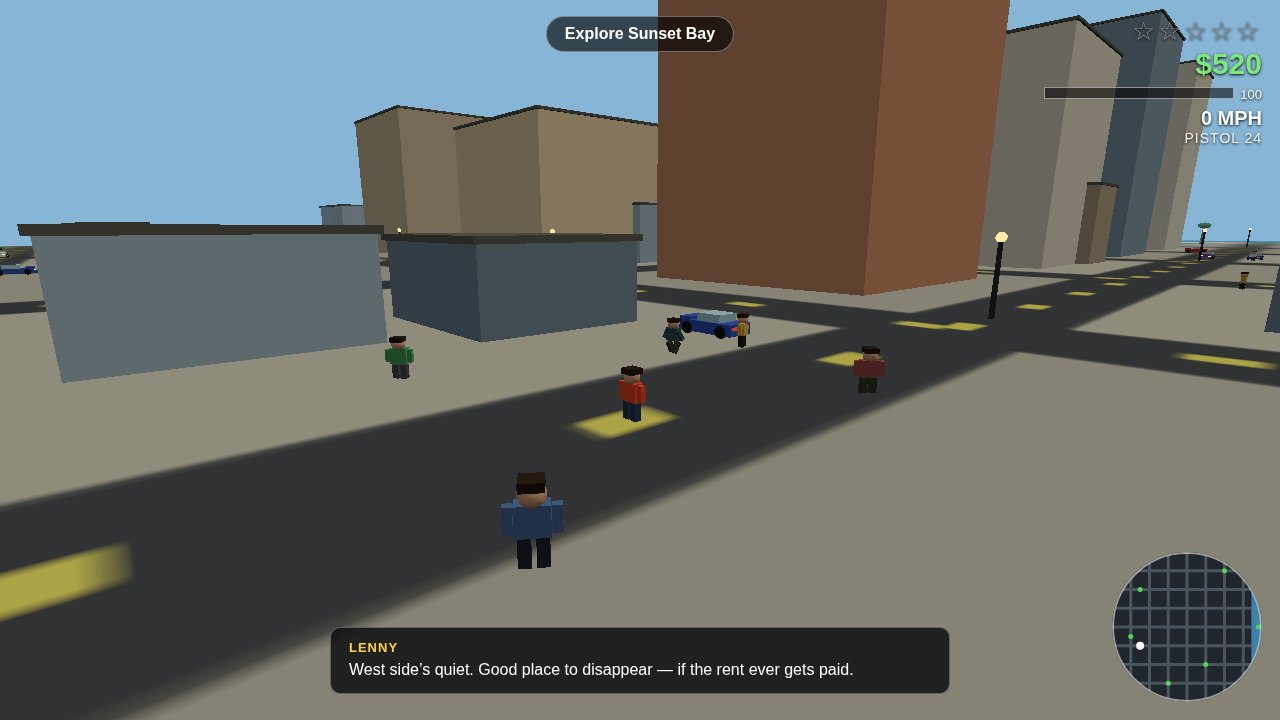 Explore Sunset Bay
☆☆☆☆☆
$520
100
0 MPH
PISTOL 24
LENNY
West side's quiet. Good place to disappear — if the rent ever gets paid.